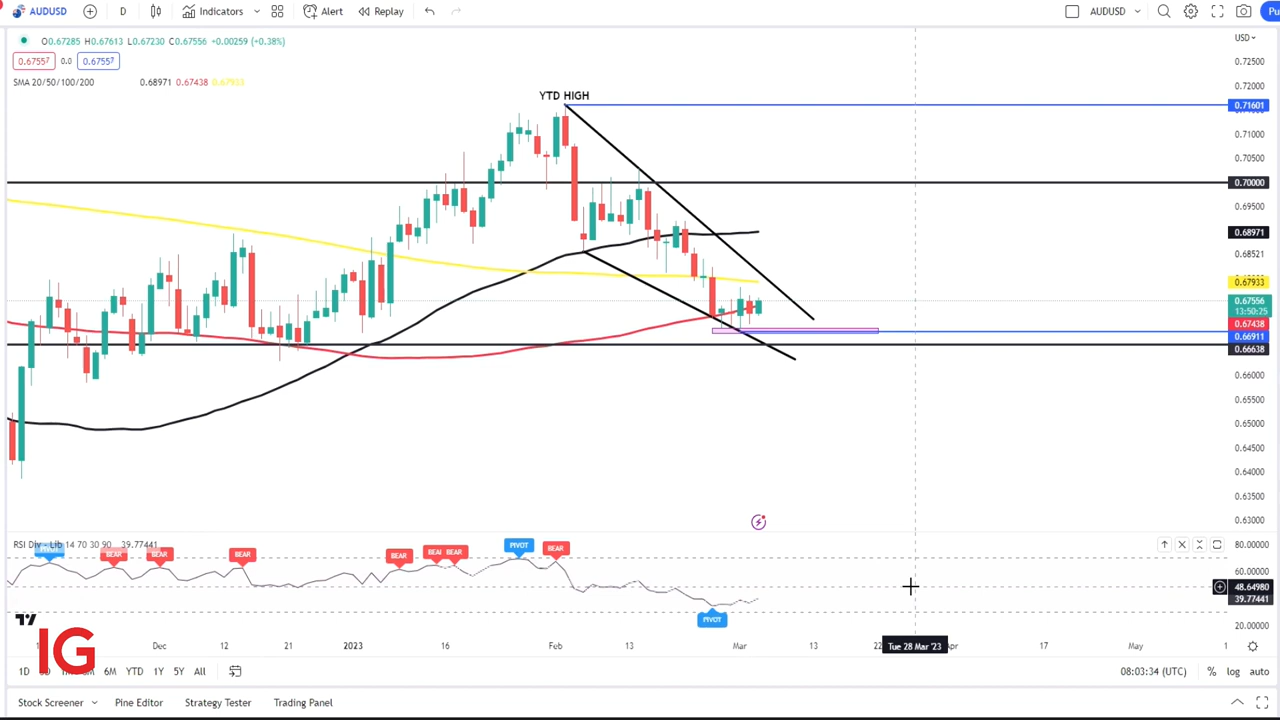 AUDUSD D Indicators Alert Replay AUDUSD Pu
O0.67285 H0.67613 L0.67230 C0.67556 +0.00259 (+0.38%)
0.67557 0.0 0.67557
SMA 20/50/100/200 0.68971 0.67438 0.67933
YTD HIGH
USD
0.72500
0.72000
0.71601
0.71000
0.70500
0.70000
0.69500
0.68971
0.68521
0.67933
0.67556
13:50:25
0.67438
0.66911
0.66638
0.66000
0.65500
0.65000
0.64500
0.64000
0.63500
0.63000
RSI Div - Lib 14 70 30 90 39.77441
BEAR BEAR BEAR BEAR BEAR PIVOT BEAR
PIVOT
80.00000
60.00000
48.64980
39.77441
20.00000
Dec 12 21 2023 16 Feb 13 Mar 13 22 Tue 28 Mar '23 17 May 1
IG
1D 6M YTD 1Y 5Y All 08:03:34 (UTC) % log auto
Stock Screener Pine Editor Strategy Tester Trading Panel